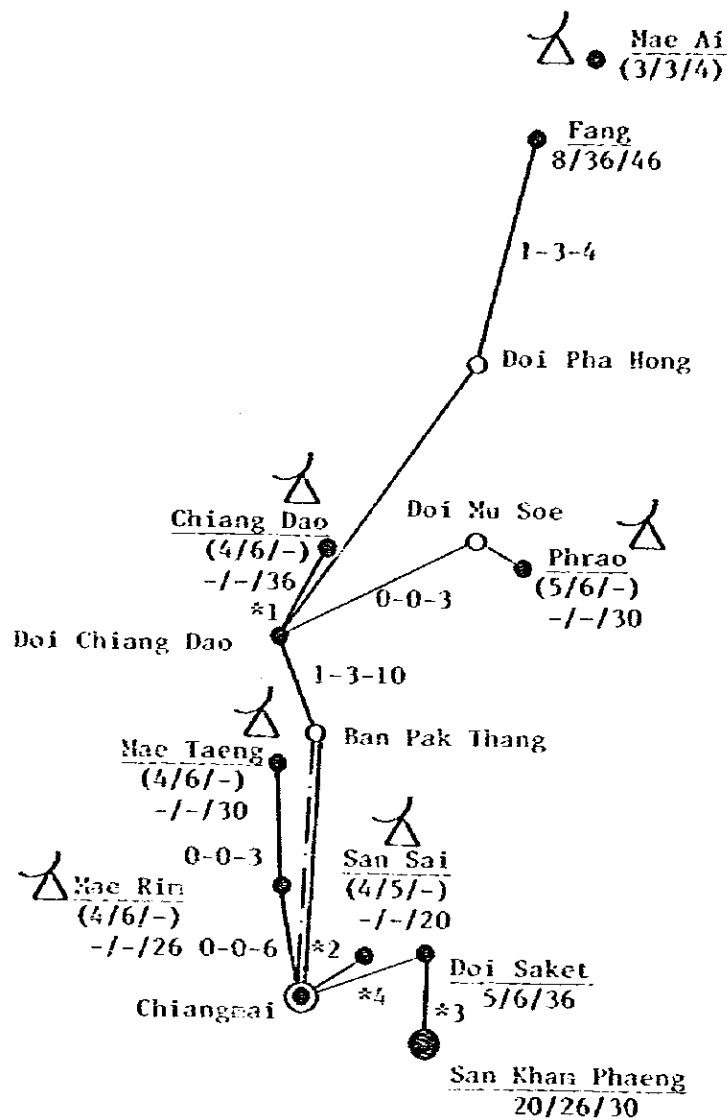 Mae Ai
(3/3/4)
Fang
8/36/46
1-3-4
Doi Pha Hong
Chiang Dao
(4/6/-)
-/-/36
*1
Doi Mu Soe
Phrao
(5/6/-)
-/-/30
0-0-3
Doi Chiang Dao
1-3-10
Ban Pak Thang
Mae Taeng
(4/6/-)
-/-/30
0-0-3
San Sai
(4/5/-)
-/-/20
Mae Rim
(4/6/-)
-/-/26
0-0-6
*2
*4
Doi Saket
5/6/36
*3
Chiangmai
San Kham Phaeng
20/26/30